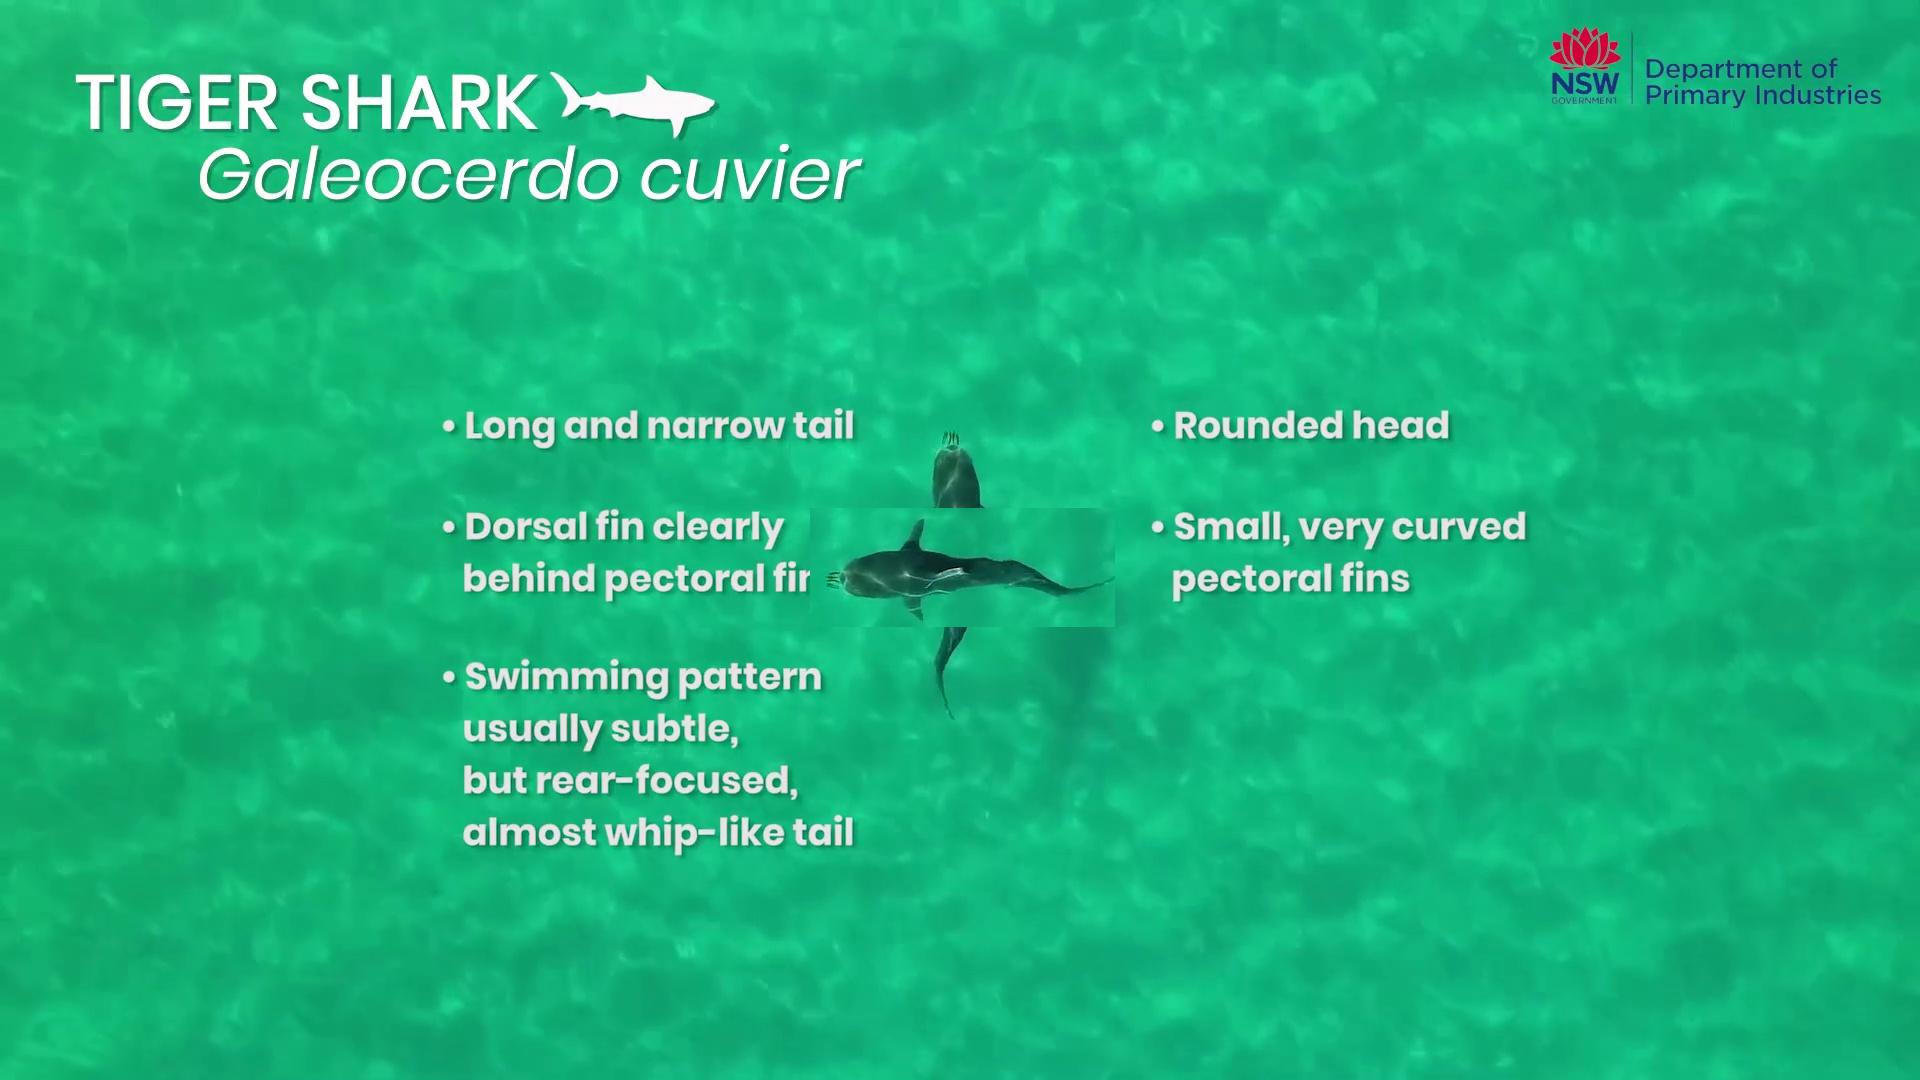 TIGER SHARK
Galeocerdo cuvier
NSW
GOVERNMENT
Department of
Primary Industries
• Long and narrow tail
• Dorsal fin clearly
behind pectoral
• Swimming pattern
usually subtle,
but rear-focused,
almost whip-like tail
• Rounded head
• Small, very curved
pectoral fins